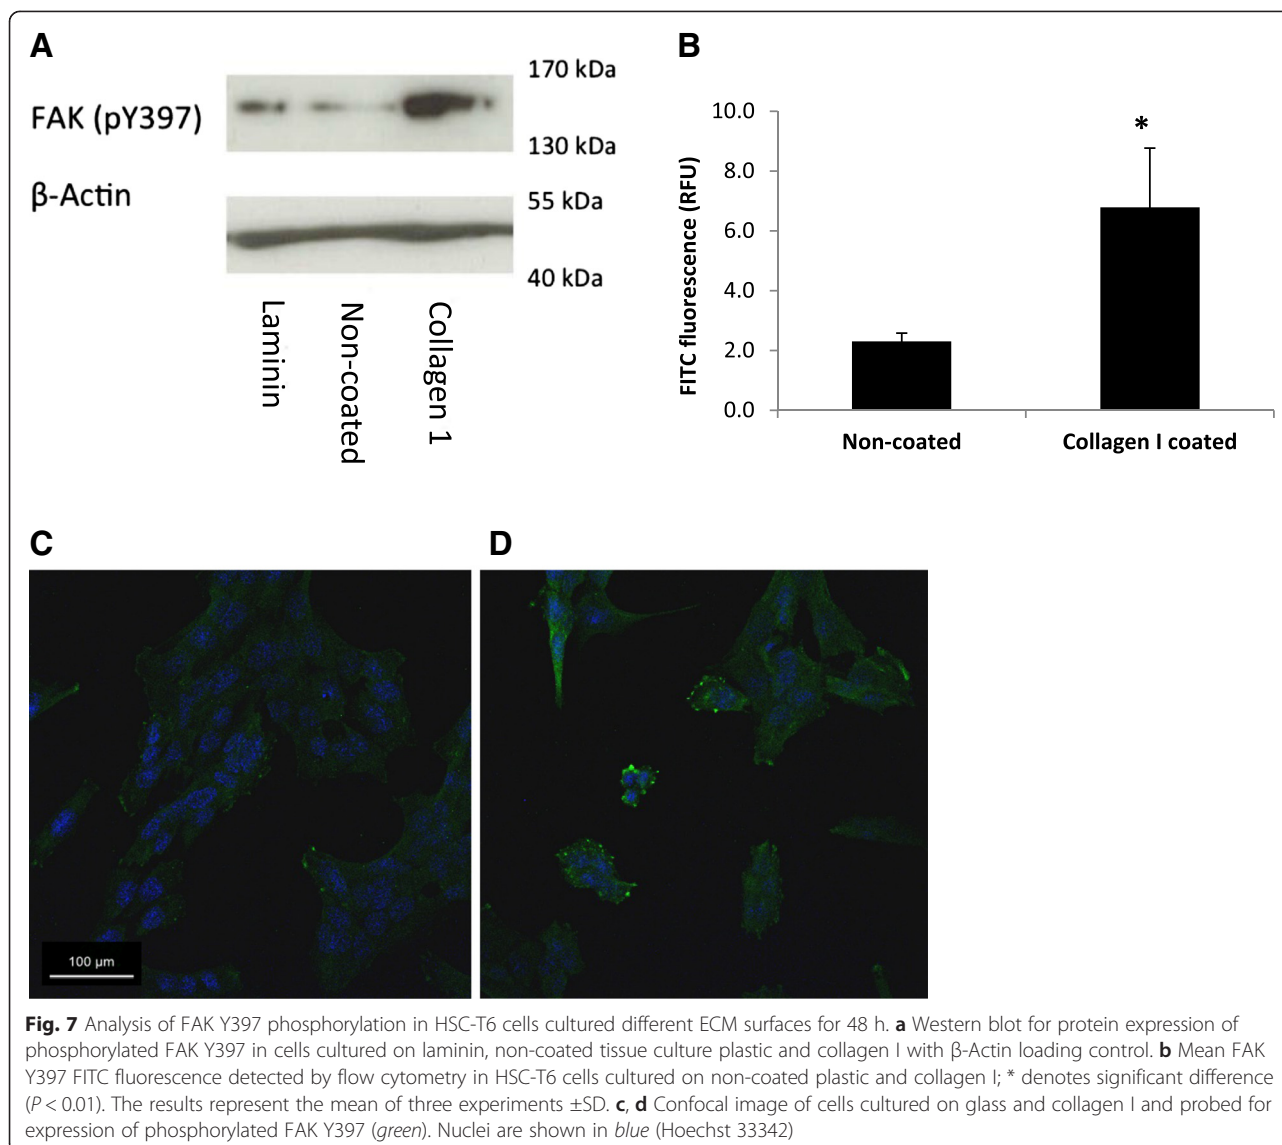 A
FAK (pY397)
170 kDa
130 kDa
β-Actin
55 kDa
40 kDa
Laminin
Non-coated
Collagen 1
B
FITC fluorescence (RFU)
10.0
8.0
6.0
4.0
2.0
0.0
*
Non-coated
Collagen I coated
C
D
100 µm
Fig. 7 Analysis of FAK Y397 phosphorylation in HSC-T6 cells cultured different ECM surfaces for 48 h. a Western blot for protein expression of
phosphorylated FAK Y397 in cells cultured on laminin, non-coated tissue culture plastic and collagen I with β-Actin loading control. b Mean FAK
Y397 FITC fluorescence detected by flow cytometry in HSC-T6 cells cultured on non-coated plastic and collagen I; * denotes significant difference
(P < 0.01). The results represent the mean of three experiments ±SD. c, d Confocal image of cells cultured on glass and collagen I and probed for
expression of phosphorylated FAK Y397 (green). Nuclei are shown in blue (Hoechst 33342)